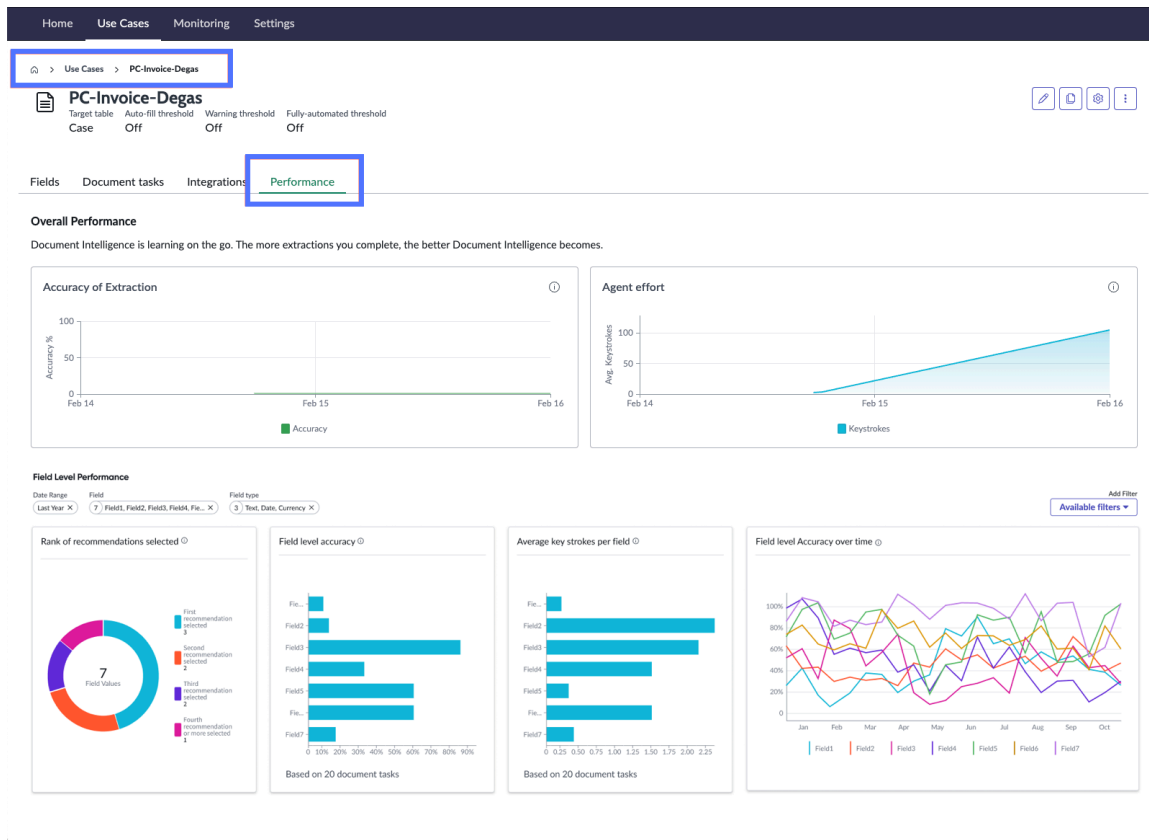 Home Use Cases Monitoring Settings
> Use Cases > PC-Invoice-Degas
PC-Invoice-Degas
Target table Auto-fill threshold Warning threshold Fully-automated threshold
Case Off Off Off
Fields Document tasks Integrations Performance
Overall Performance
Document Intelligence is learning on the go. The more extractions you complete, the better Document Intelligence becomes.
Accuracy of Extraction
100
50
0
Accuracy %
Feb 14 Feb 15 Feb 16
Accuracy
Agent effort
100
50
0
Avg. Keystrokes
Feb 14 Feb 15 Feb 16
Keystrokes
Field Level Performance
Date Range Field Field type Add Filter
Last Year × 7 Field1, Field2, Field3, Field4, Fie... × 3 Text, Date, Currency × Available filters
Rank of recommendations selected
7
Field Values
First
recommendation
selected
3
Second
recommendation
selected
2
Third
recommendation
selected
2
Fourth
recommendation
or more selected
1
Field level accuracy
Fie...
Field2
Field3
Field4
Field5
Fie...
Field7
0 10% 20% 30% 40% 50% 60% 70% 80% 90%
Based on 20 document tasks
Average key strokes per field
Fie...
Field2
Field3
Field4
Field5
Fie...
Field7
0 0.25 0.50 0.75 1.00 1.25 1.50 1.75 2.00 2.25
Based on 20 document tasks
Field level Accuracy over time
100%
80%
60%
40%
20%
0
Jan Feb Mar Apr May Jun Jul Aug Sep Oct
Field1 Field2 Field3 Field4 Field5 Field6 Field7